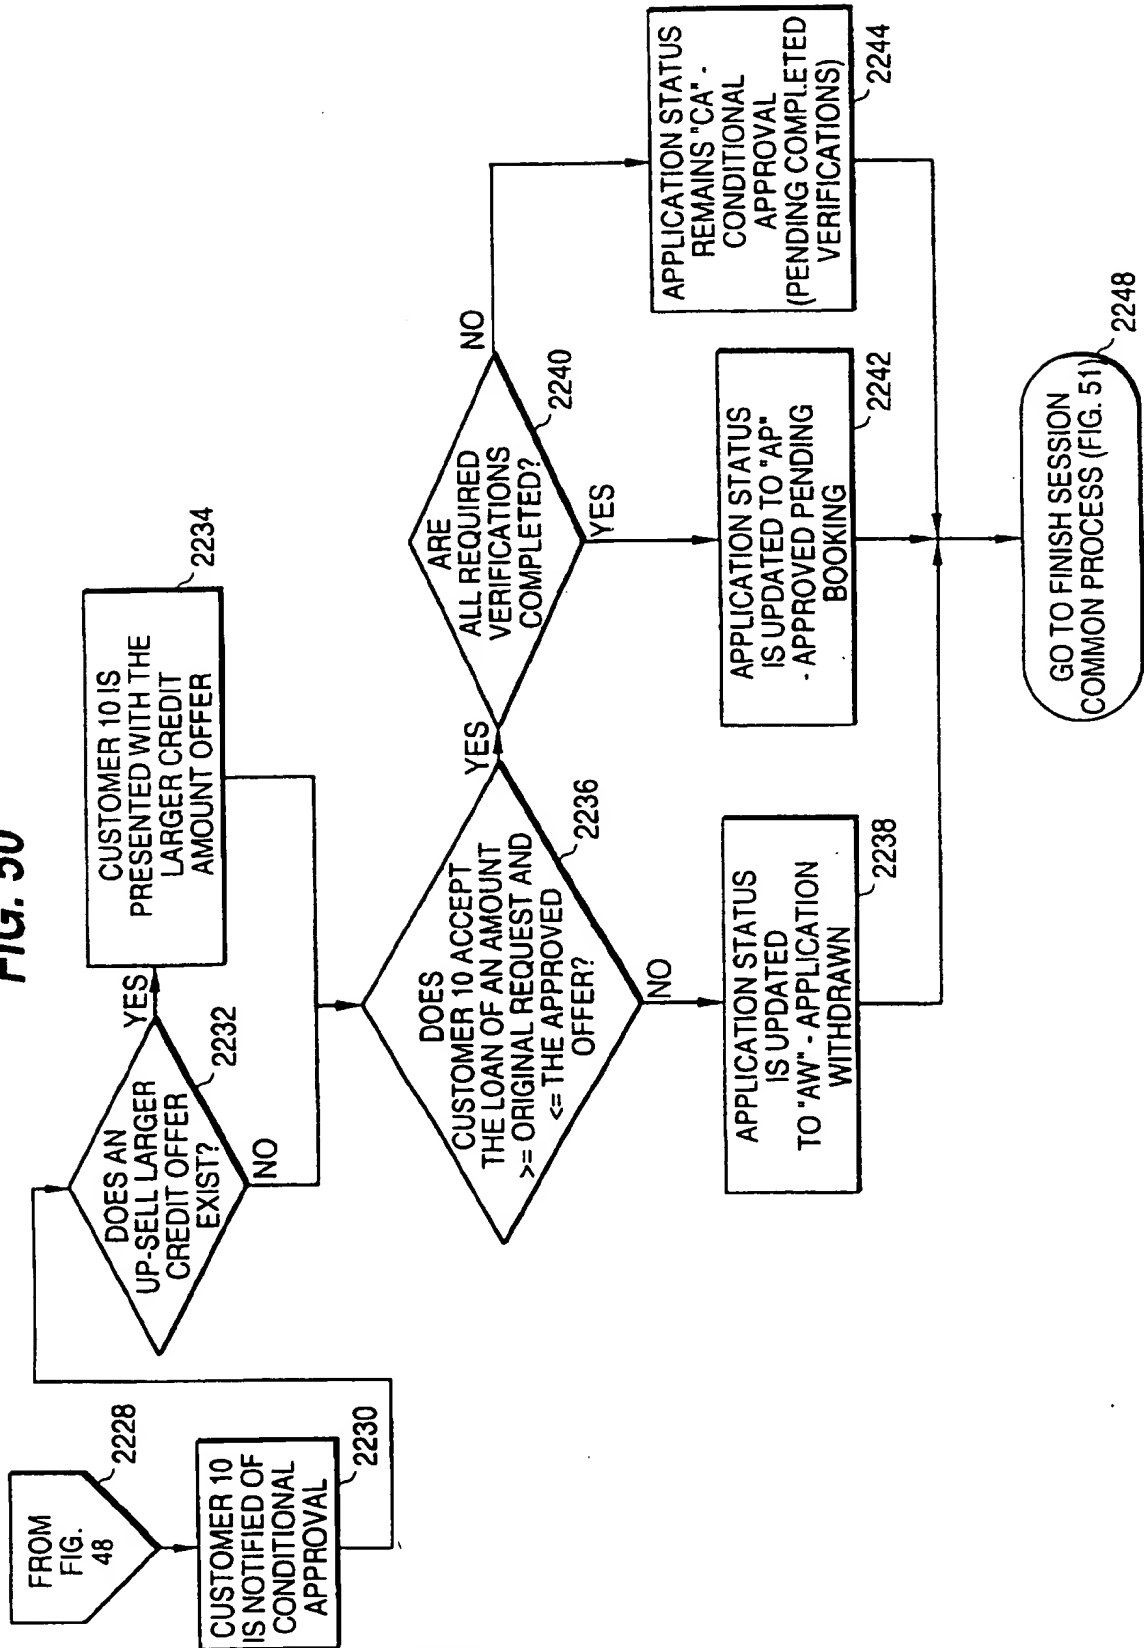 FIG. 50
FROM
FIG.
48
2228
CUSTOMER 10
IS NOTIFIED OF
CONDITIONAL
APPROVAL
2230
DOES AN
UP-SELL LARGER
CREDIT OFFER
EXIST?
2232
YES
NO
CUSTOMER 10 IS
PRESENTED WITH THE
LARGER CREDIT
AMOUNT OFFER
2234
DOES
CUSTOMER 10 ACCEPT
THE LOAN OF AN AMOUNT
>= ORIGINAL REQUEST AND
<= THE APPROVED
OFFER?
2236
YES
NO
APPLICATION STATUS
IS UPDATED
TO "AW" - APPLICATION
WITHDRAWN
2238
ARE
ALL REQUIRED
VERIFICATIONS
COMPLETED?
2240
NO
YES
APPLICATION STATUS
IS UPDATED TO "AP"
- APPROVED PENDING
BOOKING
2242
APPLICATION STATUS
REMAINS "CA" -
CONDITIONAL
APPROVAL
(PENDING COMPLETED
VERIFICATIONS)
2244
GO TO FINISH SESSION
COMMON PROCESS (FIG. 51)
2248